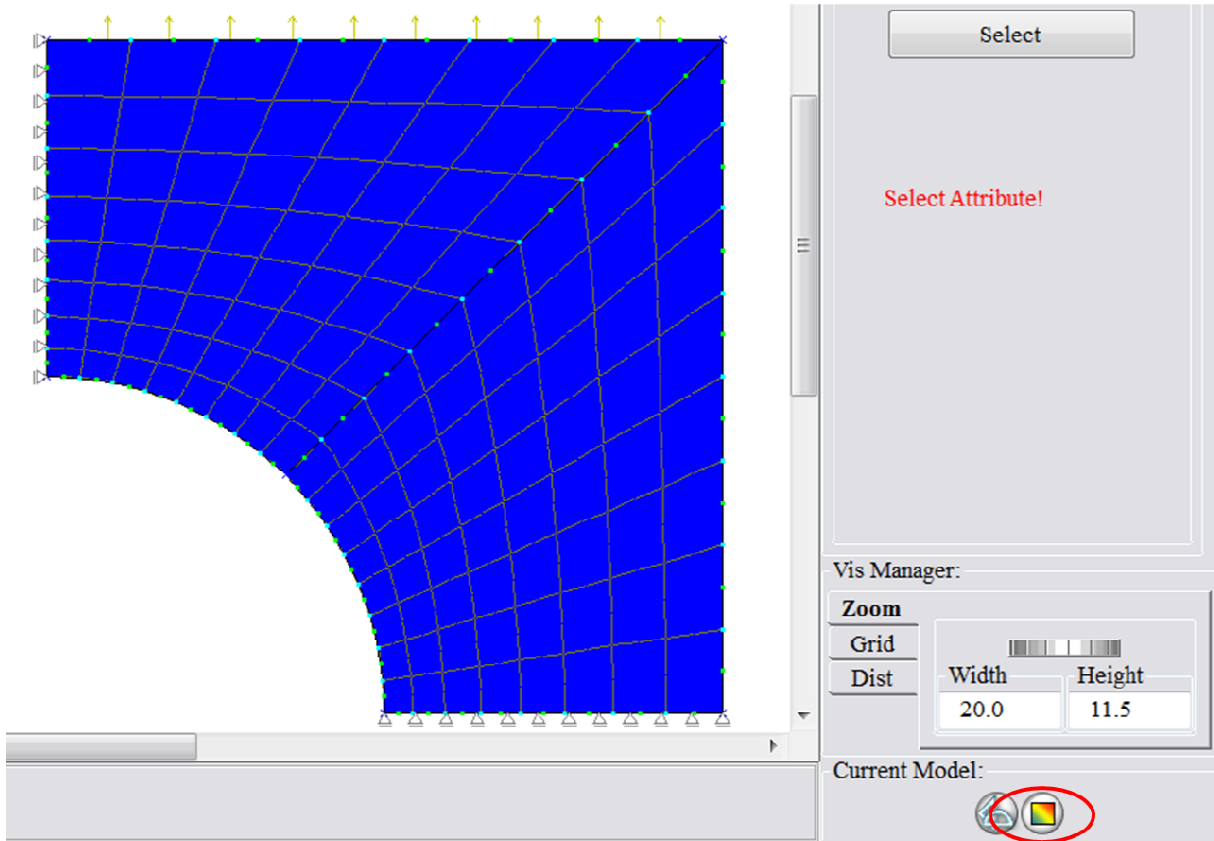 Select
Select Attribute!
Vis Manager:
Zoom
Grid
Dist
Width
Height
20.0
11.5
Current Model: